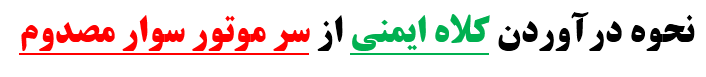 نحوه درآوردن کلاه ایمنی از سر موتور سوار مصدوم